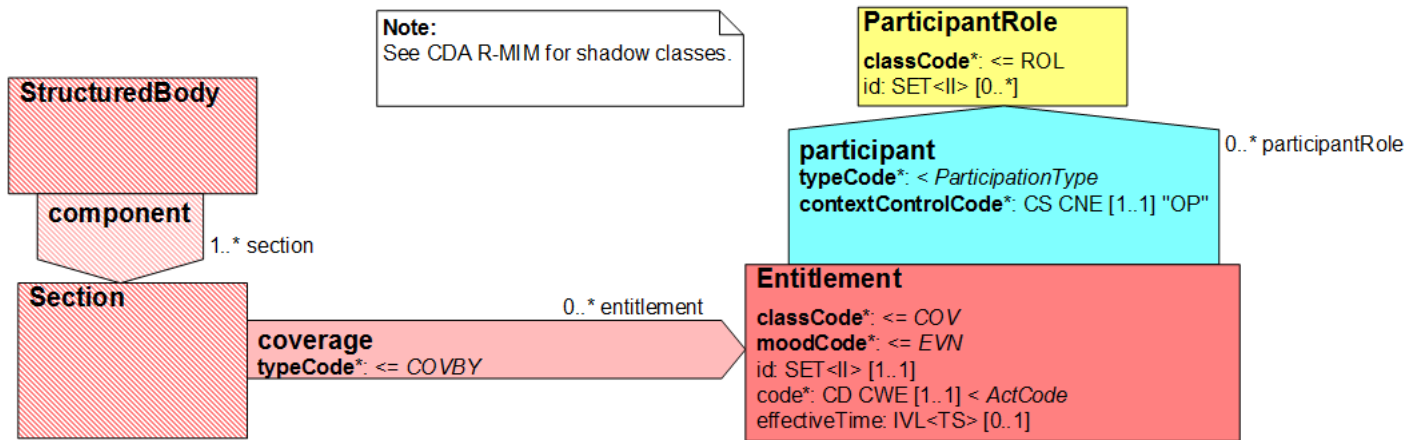 Note:
See CDA R-MIM for shadow classes.
ParticipantRole
classCode*: <= ROL
id: SET<II> [0..*]
StructuredBody
component
1..* section
participant
typeCode*: < ParticipationType
contextControlCode*: CS CNE [1..1] "OP"
0..* participantRole
Section
coverage
typeCode*: <= COVBY
0..* entitlement
Entitlement
classCode*: <= COV
moodCode*: <= EVN
id: SET<II> [1..1]
code*: CD CWE [1..1] < ActCode
effectiveTime: IVL<TS> [0..1]